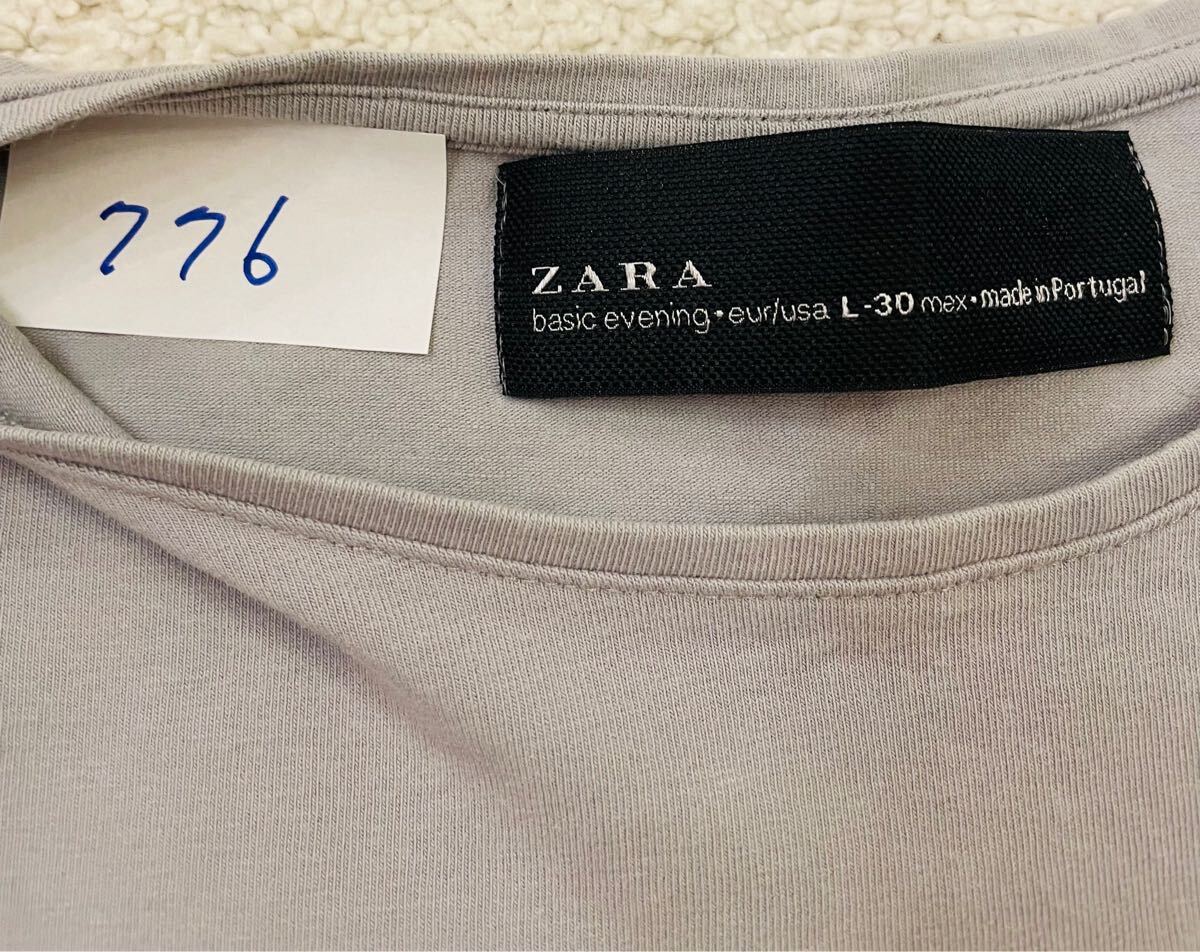 776
ZARA
basic evening•eur/usa L-30 mex•made in Portugal